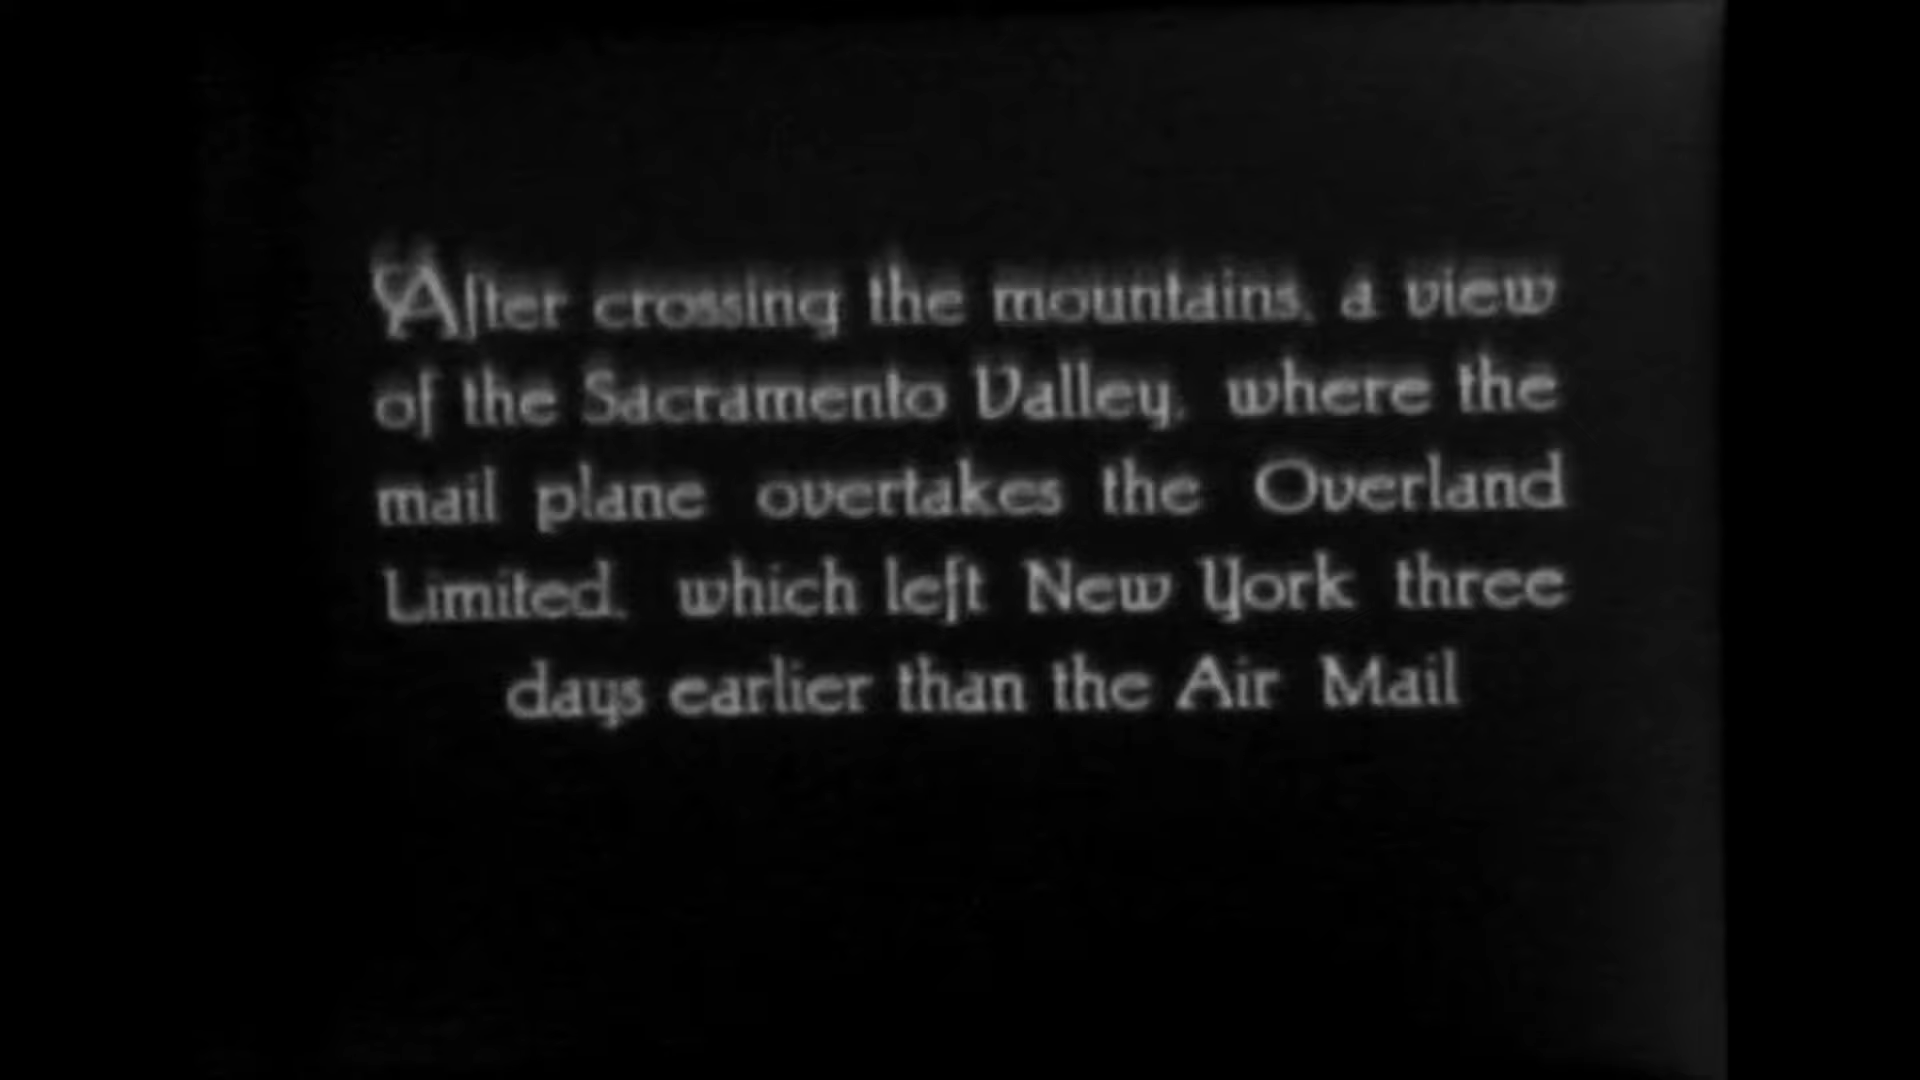 After crossing the mountains, a view
of the Sacramento Valley, where the
mail plane overtakes the Overland
Limited, which left New York three
days earlier than the Air Mail